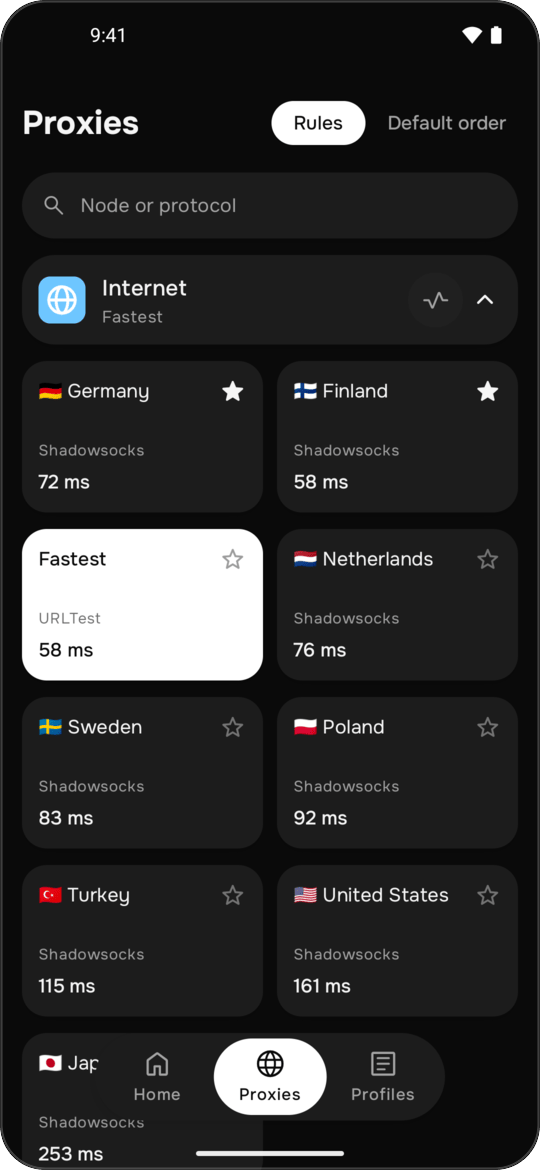 9:41
Proxies
Rules
Default order
Node or protocol
Internet
Fastest
Germany
Shadowsocks
72 ms
Finland
Shadowsocks
58 ms
Fastest
URLTest
58 ms
Netherlands
Shadowsocks
76 ms
Sweden
Shadowsocks
83 ms
Poland
Shadowsocks
92 ms
Turkey
Shadowsocks
115 ms
United States
Shadowsocks
161 ms
Jap
Shadowsocks
253 ms
Home
Proxies
Profiles